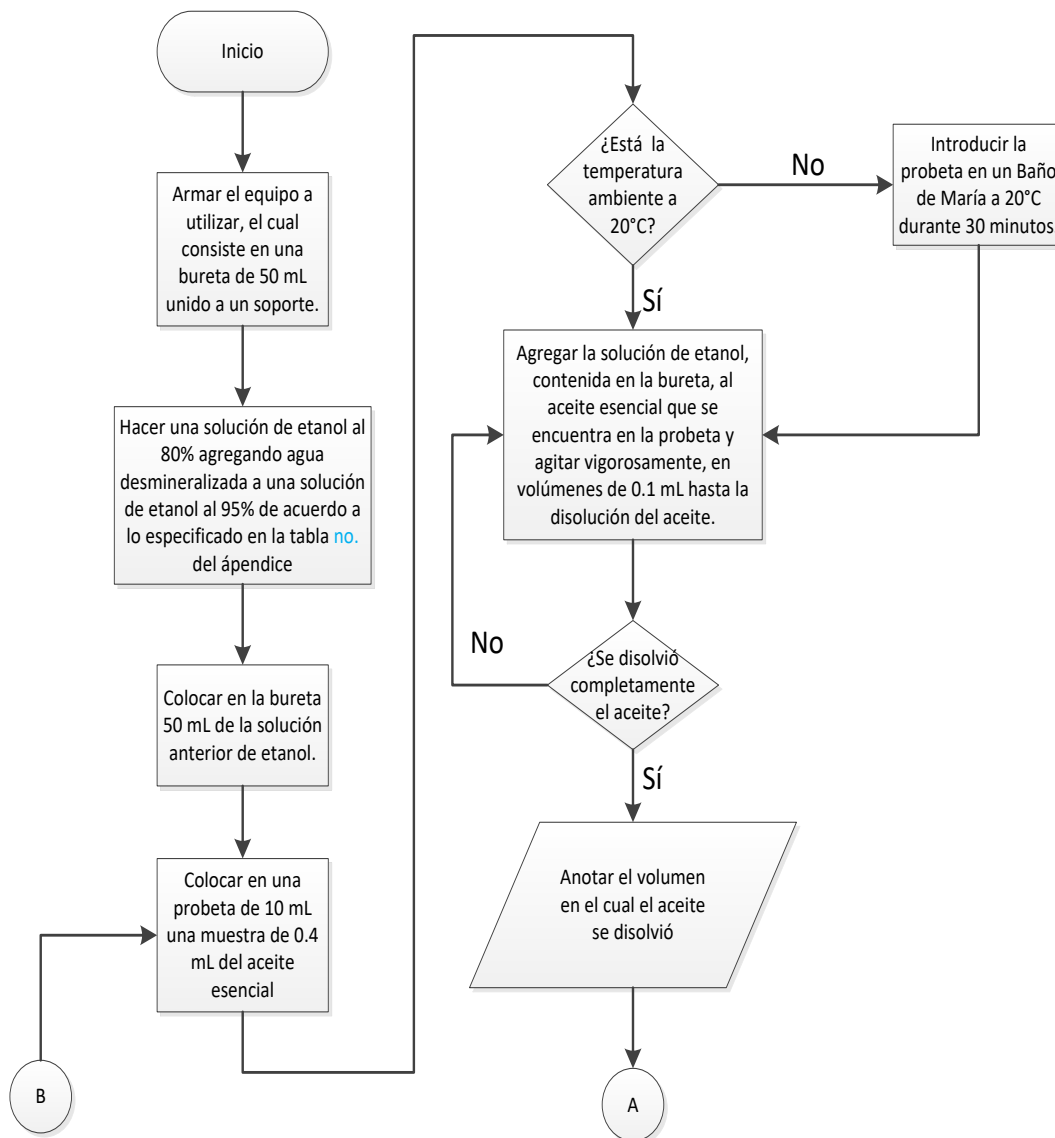 Inicio
Armar el equipo a
utilizar, el cual
consiste en una
bureta de 50 mL
unido a un soporte.
Hacer una solución de etanol al
80% agregando agua
desmineralizada a una solución
de etanol al 95% de acuerdo a
lo especificado en la tabla no.
del ápendice
Colocar en la bureta
50 mL de la solución
anterior de etanol.
Colocar en una
probeta de 10 mL
una muestra de 0.4
mL del aceite
esencial
B
¿Está la
temperatura
ambiente a
20°C?
No
Introducir la
probeta en un Baño
de María a 20°C
durante 30 minutos
Sí
Agregar la solución de etanol,
contenida en la bureta, al
aceite esencial que se
encuentra en la probeta y
agitar vigorosamente, en
volúmenes de 0.1 mL hasta la
disolución del aceite.
No
¿Se disolvió
completamente
el aceite?
Sí
Anotar el volumen
en el cual el aceite
se disolvió
A